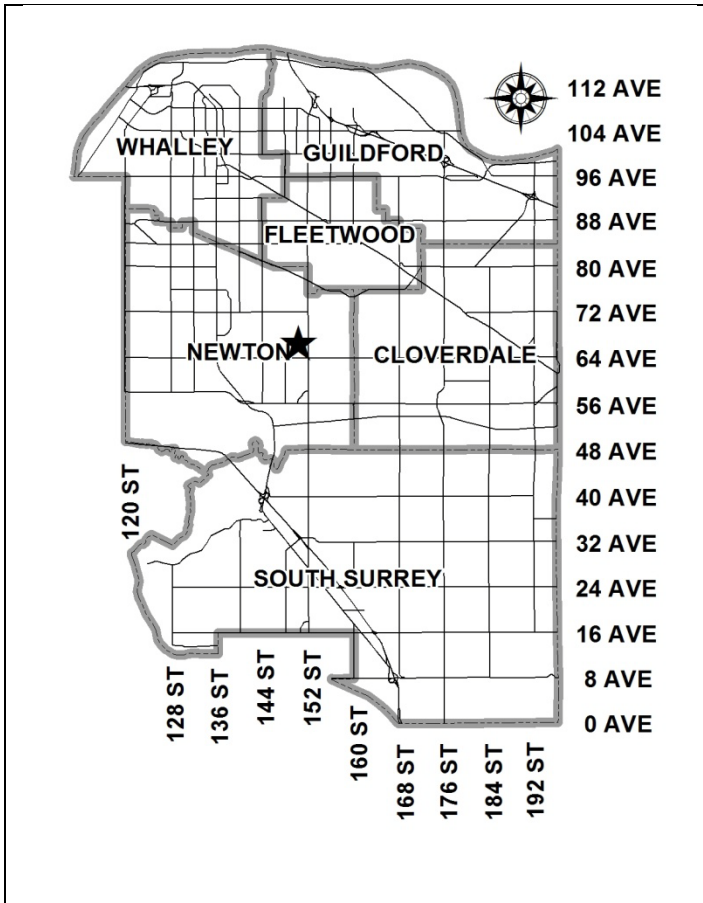 112 AVE
104 AVE
WHALLEY
GUILDFORD
96 AVE
88 AVE
FLEETWOOD
80 AVE
72 AVE
NEWTON
CLOVERDALE
64 AVE
56 AVE
48 AVE
120 ST
40 AVE
32 AVE
SOUTH SURREY
24 AVE
16 AVE
8 AVE
0 AVE
128 ST
136 ST
144 ST
152 ST
160 ST
168 ST
176 ST
184 ST
192 ST